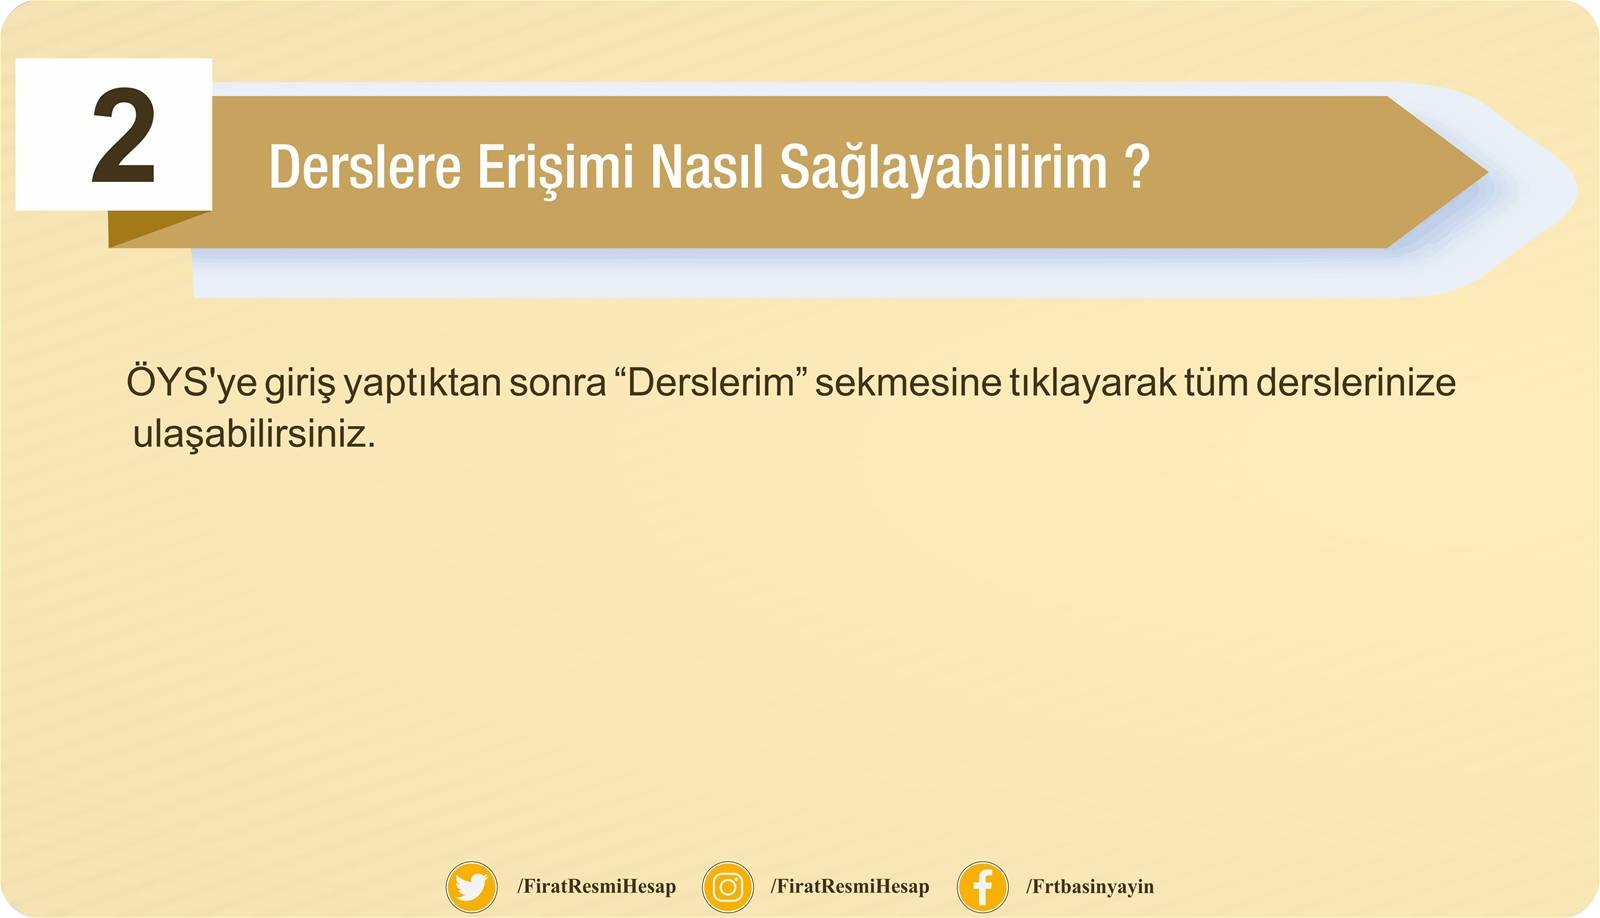 2
Derslere Erişimi Nasıl Sağlayabilirim ?
ÖYS'ye giriş yaptıktan sonra “Derslerim” sekmesine tıklayarak tüm derslerinize
ulaşabilirsiniz.
/FiratResmiHesap /FiratResmiHesap /Frtbasinyayin